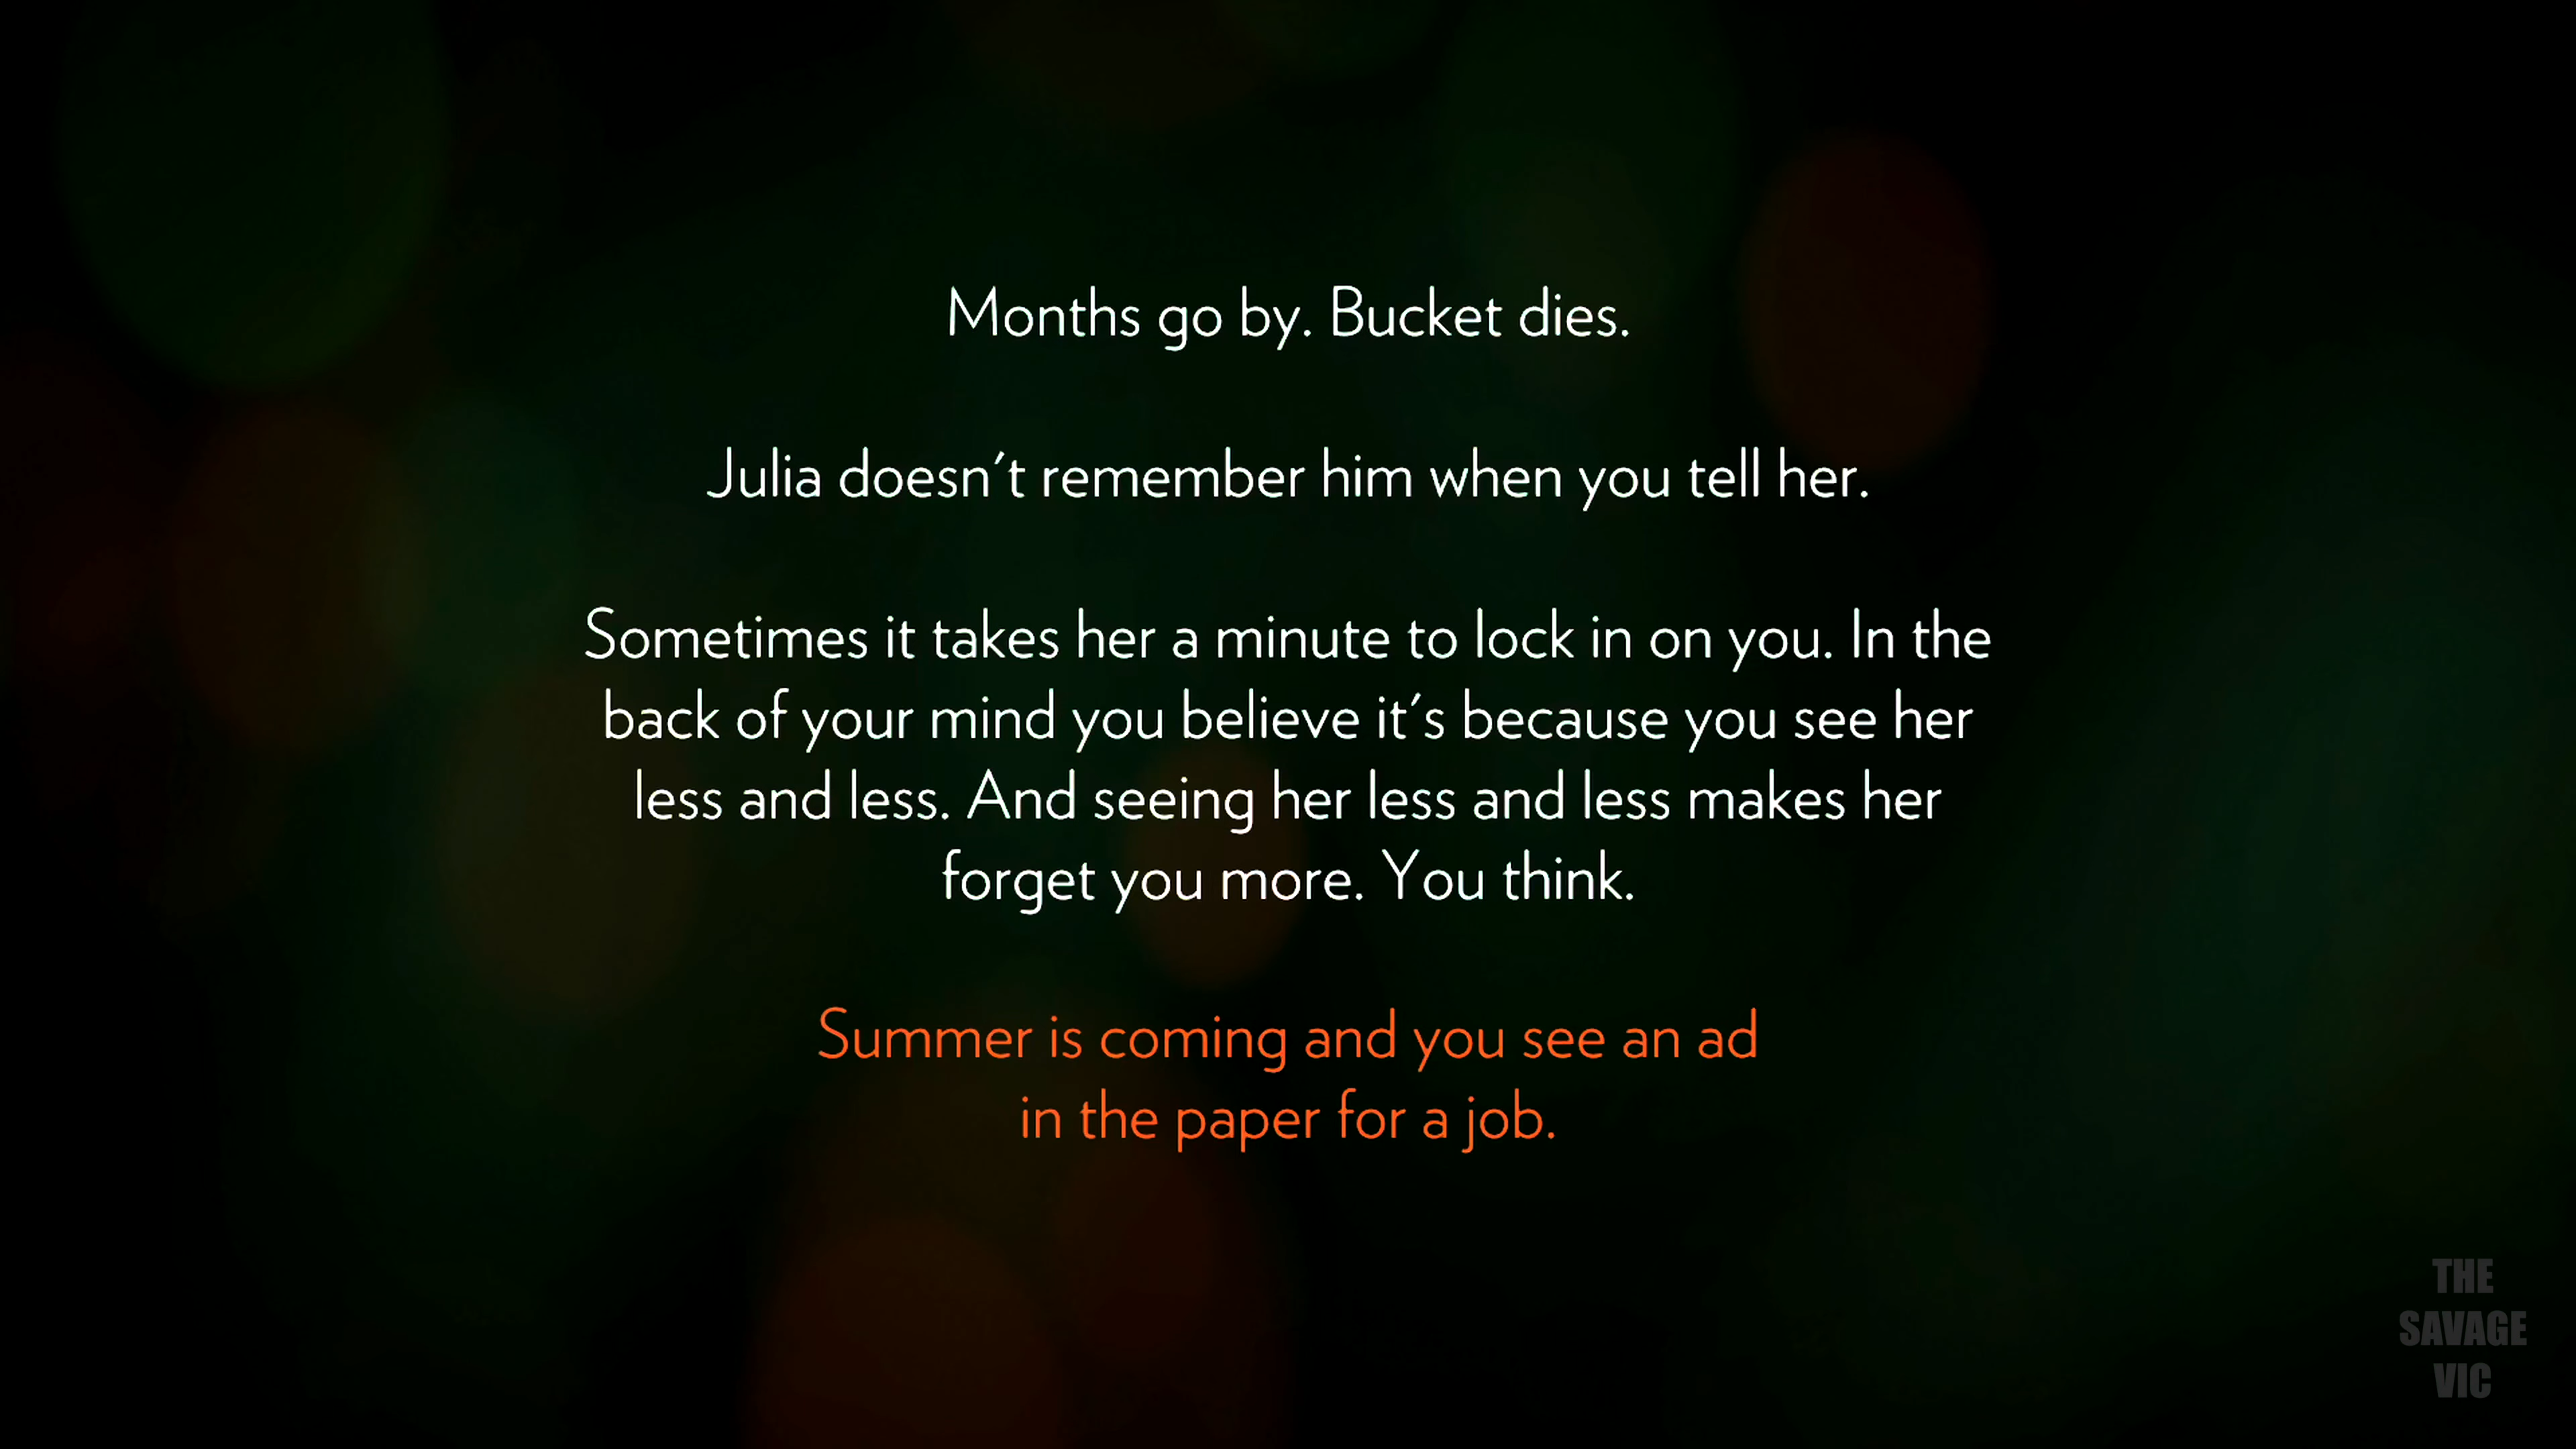 Months go by. Bucket dies.
Julia doesn't remember him when you tell her.
Sometimes it takes her a minute to lock in on you. In the
back of your mind you believe it's because you see her
less and less. And seeing her less and less makes her
forget you more. You think.
Summer is coming and you see an ad
in the paper for a job.
THE
SAVAGE
VIC